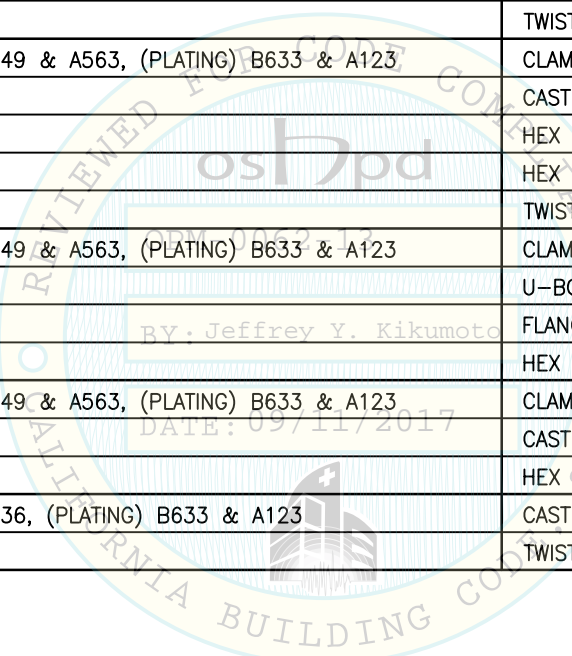 TWIST
49 & A563, (PLATING) B633 & A123 CLAM
CAST
HEX
HEX
TWIST
49 & A563, (PLATING) B633 & A123 CLAM
U-BO
FLANG
HEX
49 & A563, (PLATING) B633 & A123 CLAM
CAST
HEX
36, (PLATING) B633 & A123 CAST
TWIST
REVIEWED FOR CODE COMPLIA
oshpd
OPM-0062-13
BY: Jeffrey Y. Kikumoto
DATE: 09/11/2017
CALIFORNIA BUILDING CODE.